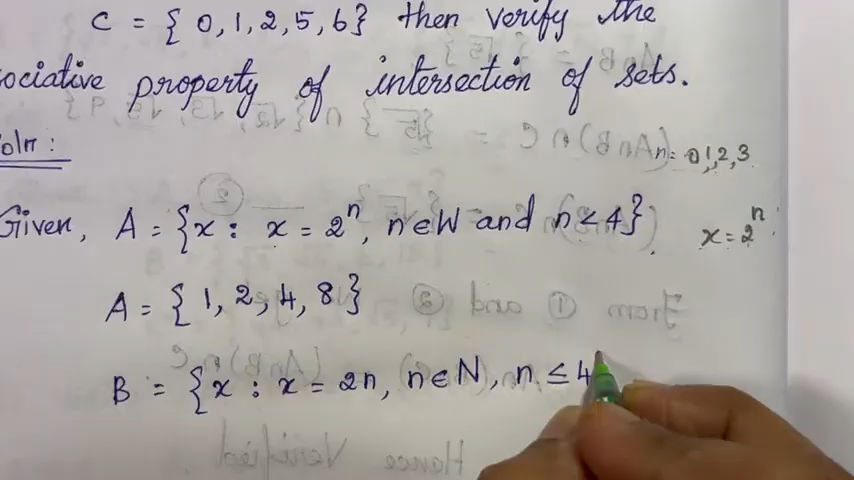 C = { 0, 1, 2, 5, 6} then verify the
ociative property of intersection of sets.
oln :
n = 0, 1, 2, 3
Given, A = {x : x = 2ⁿ, n ∈ W and n < 4}.
x = 2ⁿ
A = { 1, 2, 4, 8 }
B = {x : x = 2n, n ∈ N, n ≤ 4